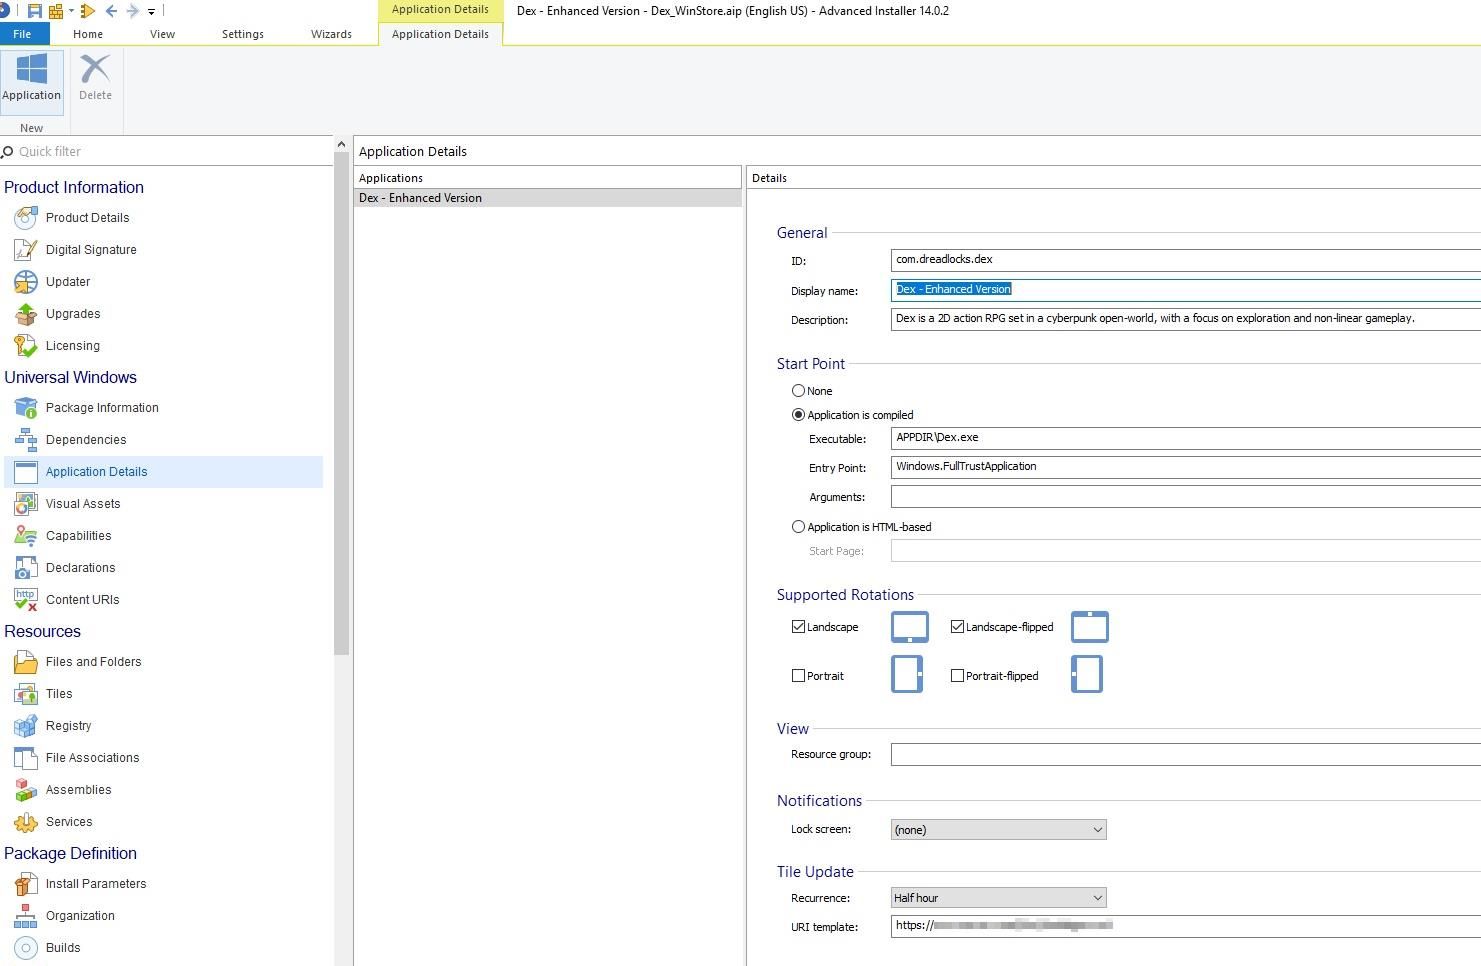 Application Details
Dex - Enhanced Version - Dex_WinStore.aip (English US) - Advanced Installer 14.0.2
File
Home
View
Settings
Wizards
Application Details
Application
Delete
New
Quick filter
Product Information
Product Details
Digital Signature
Updater
Upgrades
Licensing
Universal Windows
Package Information
Dependencies
Application Details
Visual Assets
Capabilities
Declarations
http
Content URIs
Resources
Files and Folders
Tiles
Registry
File Associations
Assemblies
Services
Package Definition
Install Parameters
Organization
Builds
Application Details
Applications
Dex - Enhanced Version
Details
General
ID: com.dreadlocks.dex
Display name: Dex - Enhanced Version
Description: Dex is a 2D action RPG set in a cyberpunk open-world, with a focus on exploration and non-linear gameplay.
Start Point
None
Application is compiled
Executable: APPDIR\Dex.exe
Entry Point: Windows.FullTrustApplication
Arguments:
Application is HTML-based
Start Page:
Supported Rotations
Landscape Landscape-flipped
Portrait Portrait-flipped
View
Resource group:
Notifications
Lock screen: (none)
Tile Update
Recurrence: Half hour
URI template: https://